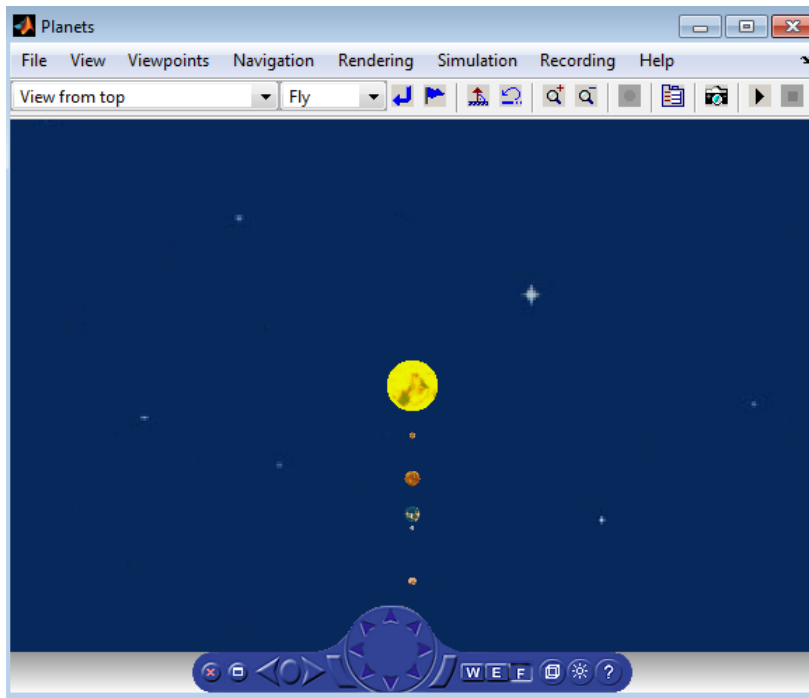 Planets
File View Viewpoints Navigation Rendering Simulation Recording Help
View from top Fly
W E F ?